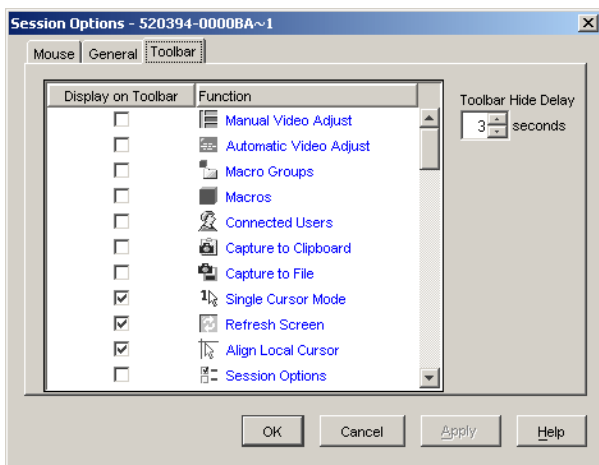 Session Options - 520394-0000BA~1
Mouse General Toolbar
Display on Toolbar Function
Manual Video Adjust
Automatic Video Adjust
Macro Groups
Macros
Connected Users
Capture to Clipboard
Capture to File
Single Cursor Mode
Refresh Screen
Align Local Cursor
Session Options
Toolbar Hide Delay
3 seconds
OK Cancel Apply Help